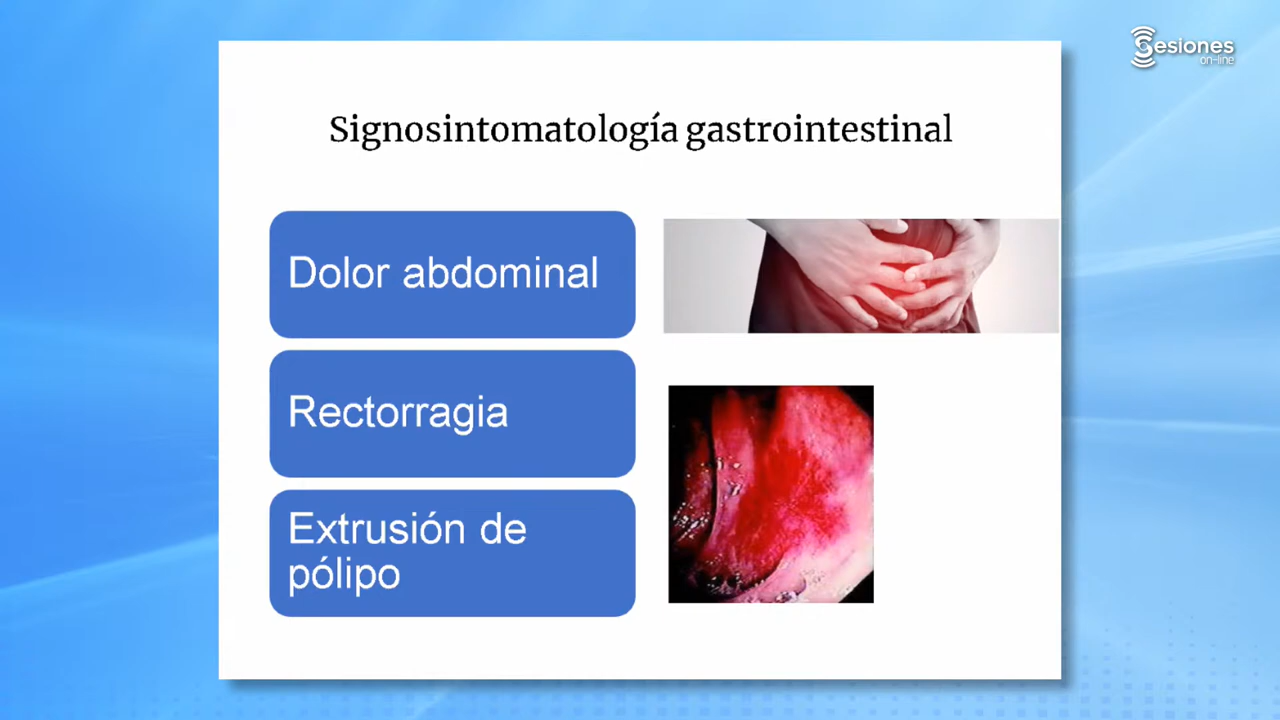 Sesiones
on-line
Signosintomatología gastrointestinal
Dolor abdominal
Rectorragia
Extrusión de
pólipo